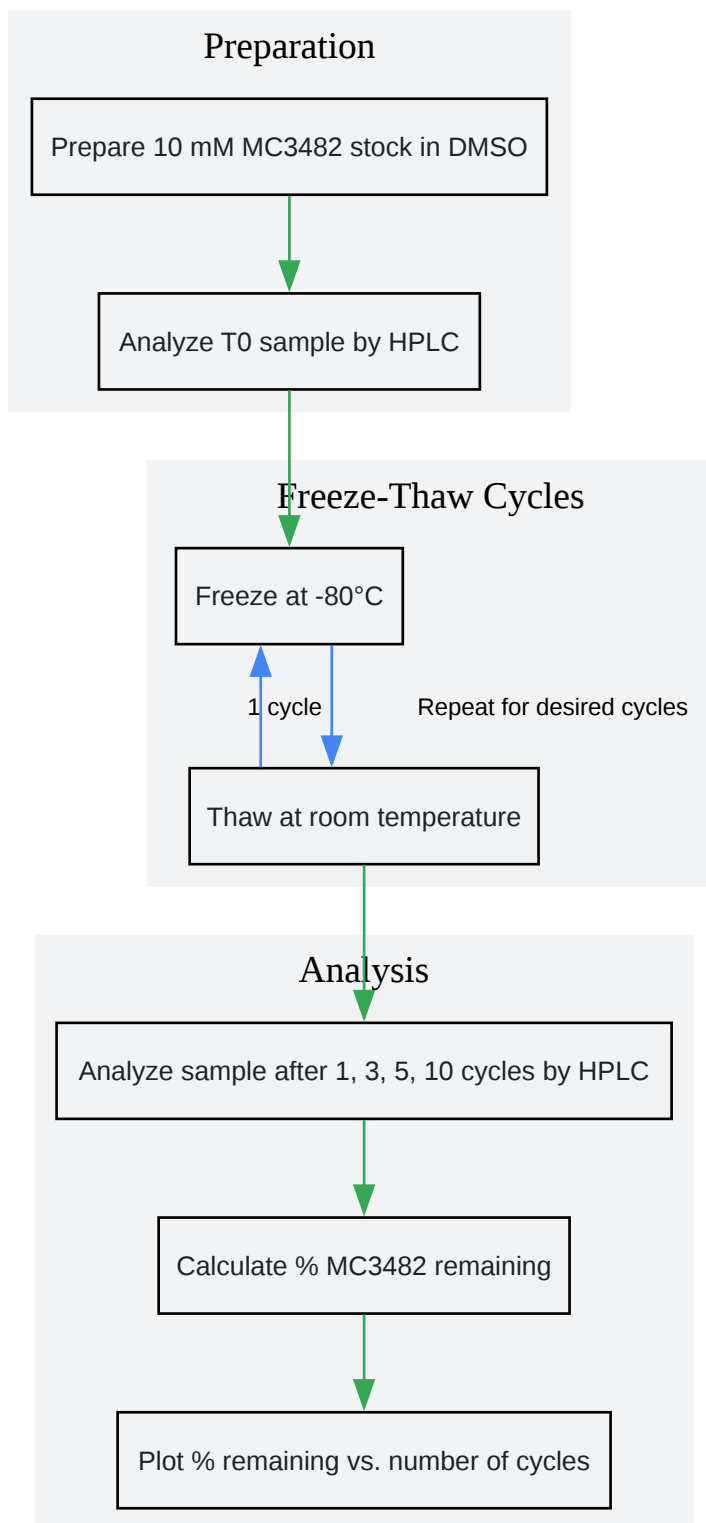 Preparation
Prepare 10 mM MC3482 stock in DMSO
Analyze T0 sample by HPLC
Freeze-Thaw Cycles
Freeze at -80°C
1 cycle
Repeat for desired cycles
Thaw at room temperature
Analysis
Analyze sample after 1, 3, 5, 10 cycles by HPLC
Calculate % MC3482 remaining
Plot % remaining vs. number of cycles